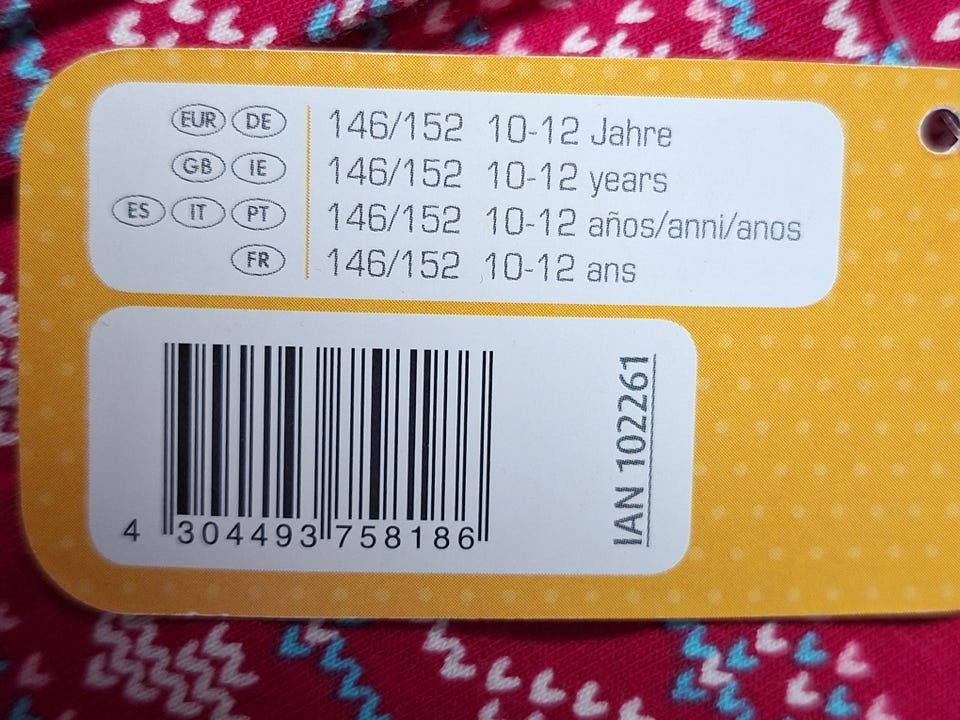 EUR DE 146/152 10-12 Jahre
GB IE 146/152 10-12 years
ES IT PT 146/152 10-12 años/anni/anos
FR 146/152 10-12 ans
4 304493 758186
IAN 102261